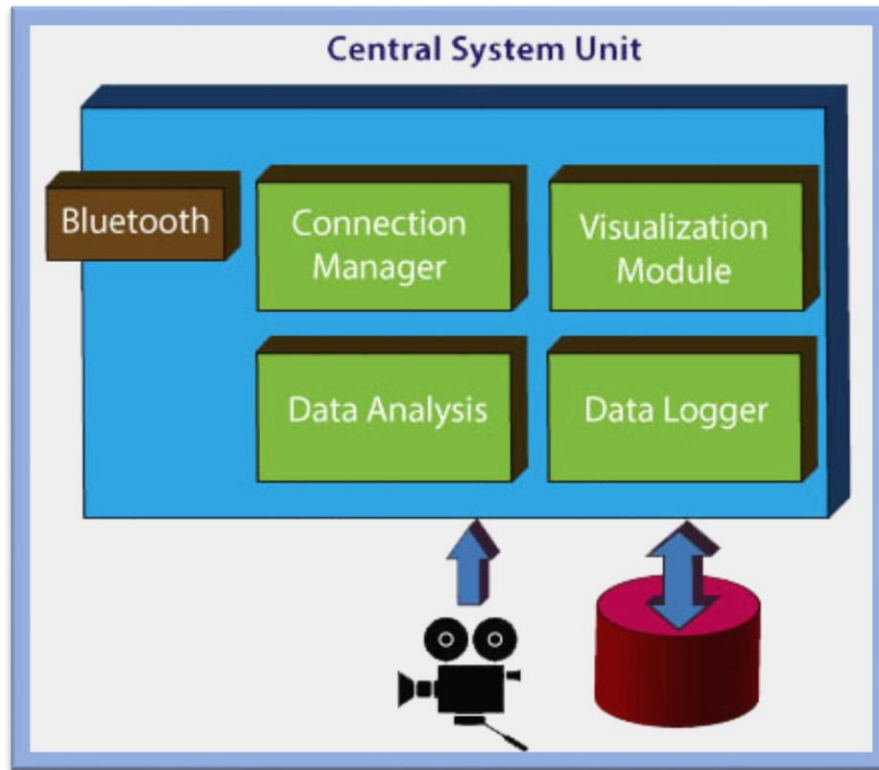 Central System Unit
Bluetooth
Connection
Manager
Visualization
Module
Data Analysis
Data Logger